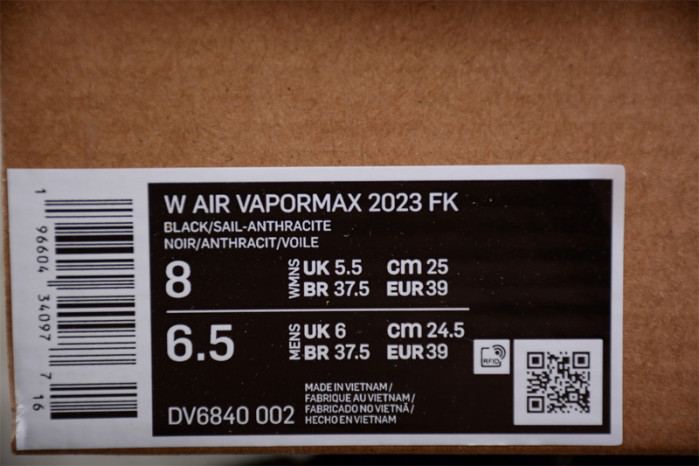 W AIR VAPORMAX 2023 FK
BLACK/SAIL-ANTHRACITE
NOIR/ANTHRACIT/VOILE
8 WMNS UK 5.5 cm 25
BR 37.5 EUR 39
6.5 MENS UK 6 cm 24.5
BR 37.5 EUR 39
RFID
DV6840 002
MADE IN VIETNAM/
FABRIQUE AU VIETNAM/
FABRICADO NO VIETNÃ/
HECHO EN VIETNAM
1 96604 34097 7 16